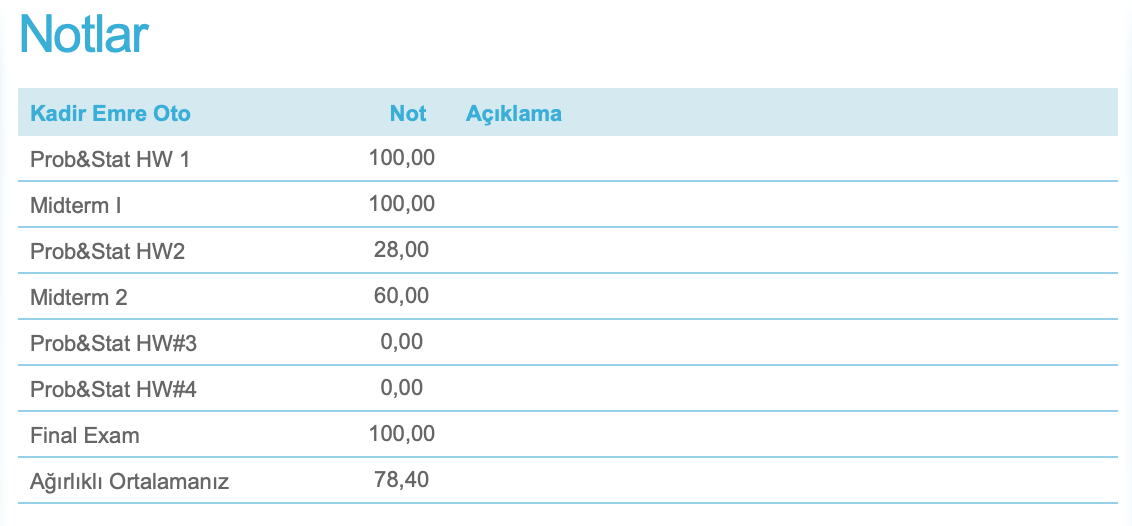 Notlar
Kadir Emre Oto Not Açıklama
Prob&Stat HW 1 100,00
Midterm I 100,00
Prob&Stat HW2 28,00
Midterm 2 60,00
Prob&Stat HW#3 0,00
Prob&Stat HW#4 0,00
Final Exam 100,00
Ağırlıklı Ortalamanız 78,40